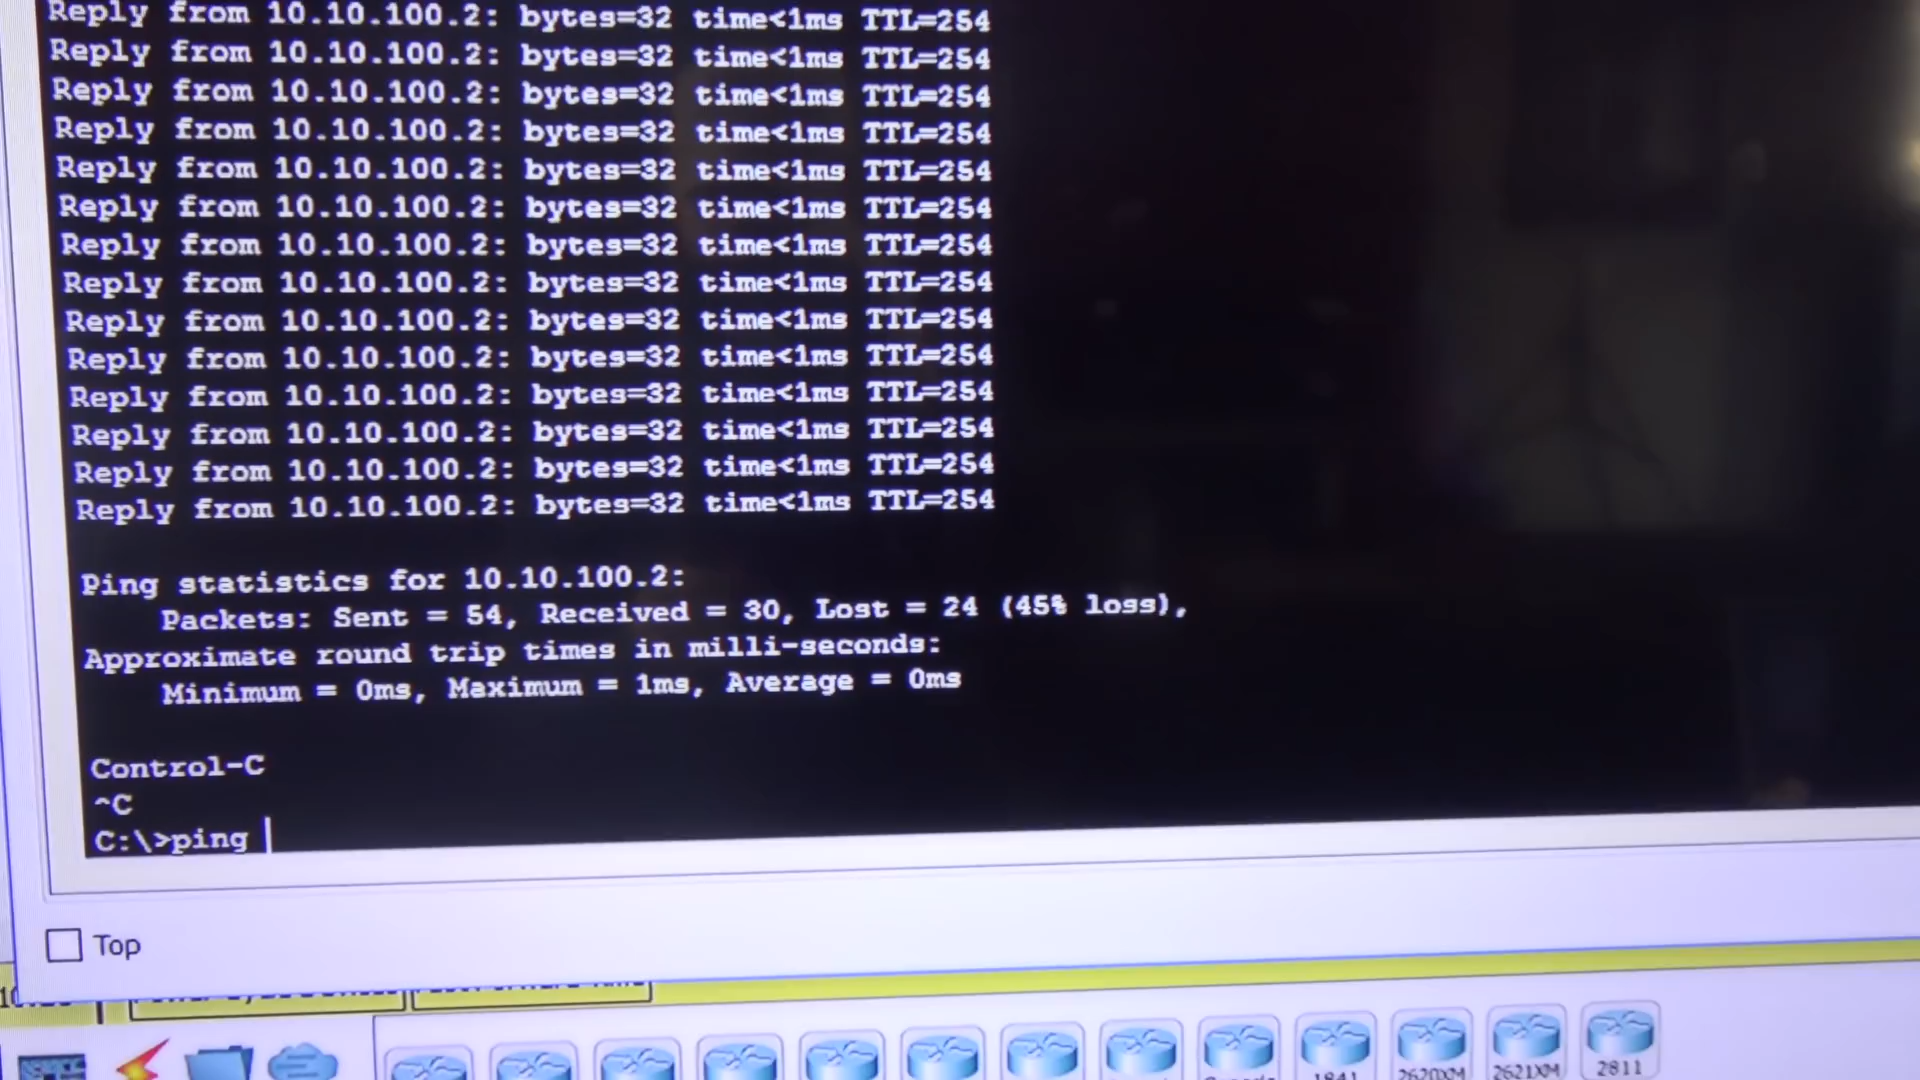 Reply from 10.10.100.2: bytes=32 time<1ms TTL=254
Reply from 10.10.100.2: bytes=32 time<1ms TTL=254
Reply from 10.10.100.2: bytes=32 time<1ms TTL=254
Reply from 10.10.100.2: bytes=32 time<1ms TTL=254
Reply from 10.10.100.2: bytes=32 time<1ms TTL=254
Reply from 10.10.100.2: bytes=32 time<1ms TTL=254
Reply from 10.10.100.2: bytes=32 time<1ms TTL=254
Reply from 10.10.100.2: bytes=32 time<1ms TTL=254
Reply from 10.10.100.2: bytes=32 time<1ms TTL=254
Reply from 10.10.100.2: bytes=32 time<1ms TTL=254
Reply from 10.10.100.2: bytes=32 time<1ms TTL=254
Reply from 10.10.100.2: bytes=32 time<1ms TTL=254
Reply from 10.10.100.2: bytes=32 time<1ms TTL=254
Reply from 10.10.100.2: bytes=32 time<1ms TTL=254
Ping statistics for 10.10.100.2:
Packets: Sent = 54, Received = 30, Lost = 24 (45% loss),
Approximate round trip times in milli-seconds:
Minimum = 0ms, Maximum = 1ms, Average = 0ms
Control-C
^C
C:\>ping
Top
1841 2620XM 2621XM 2811